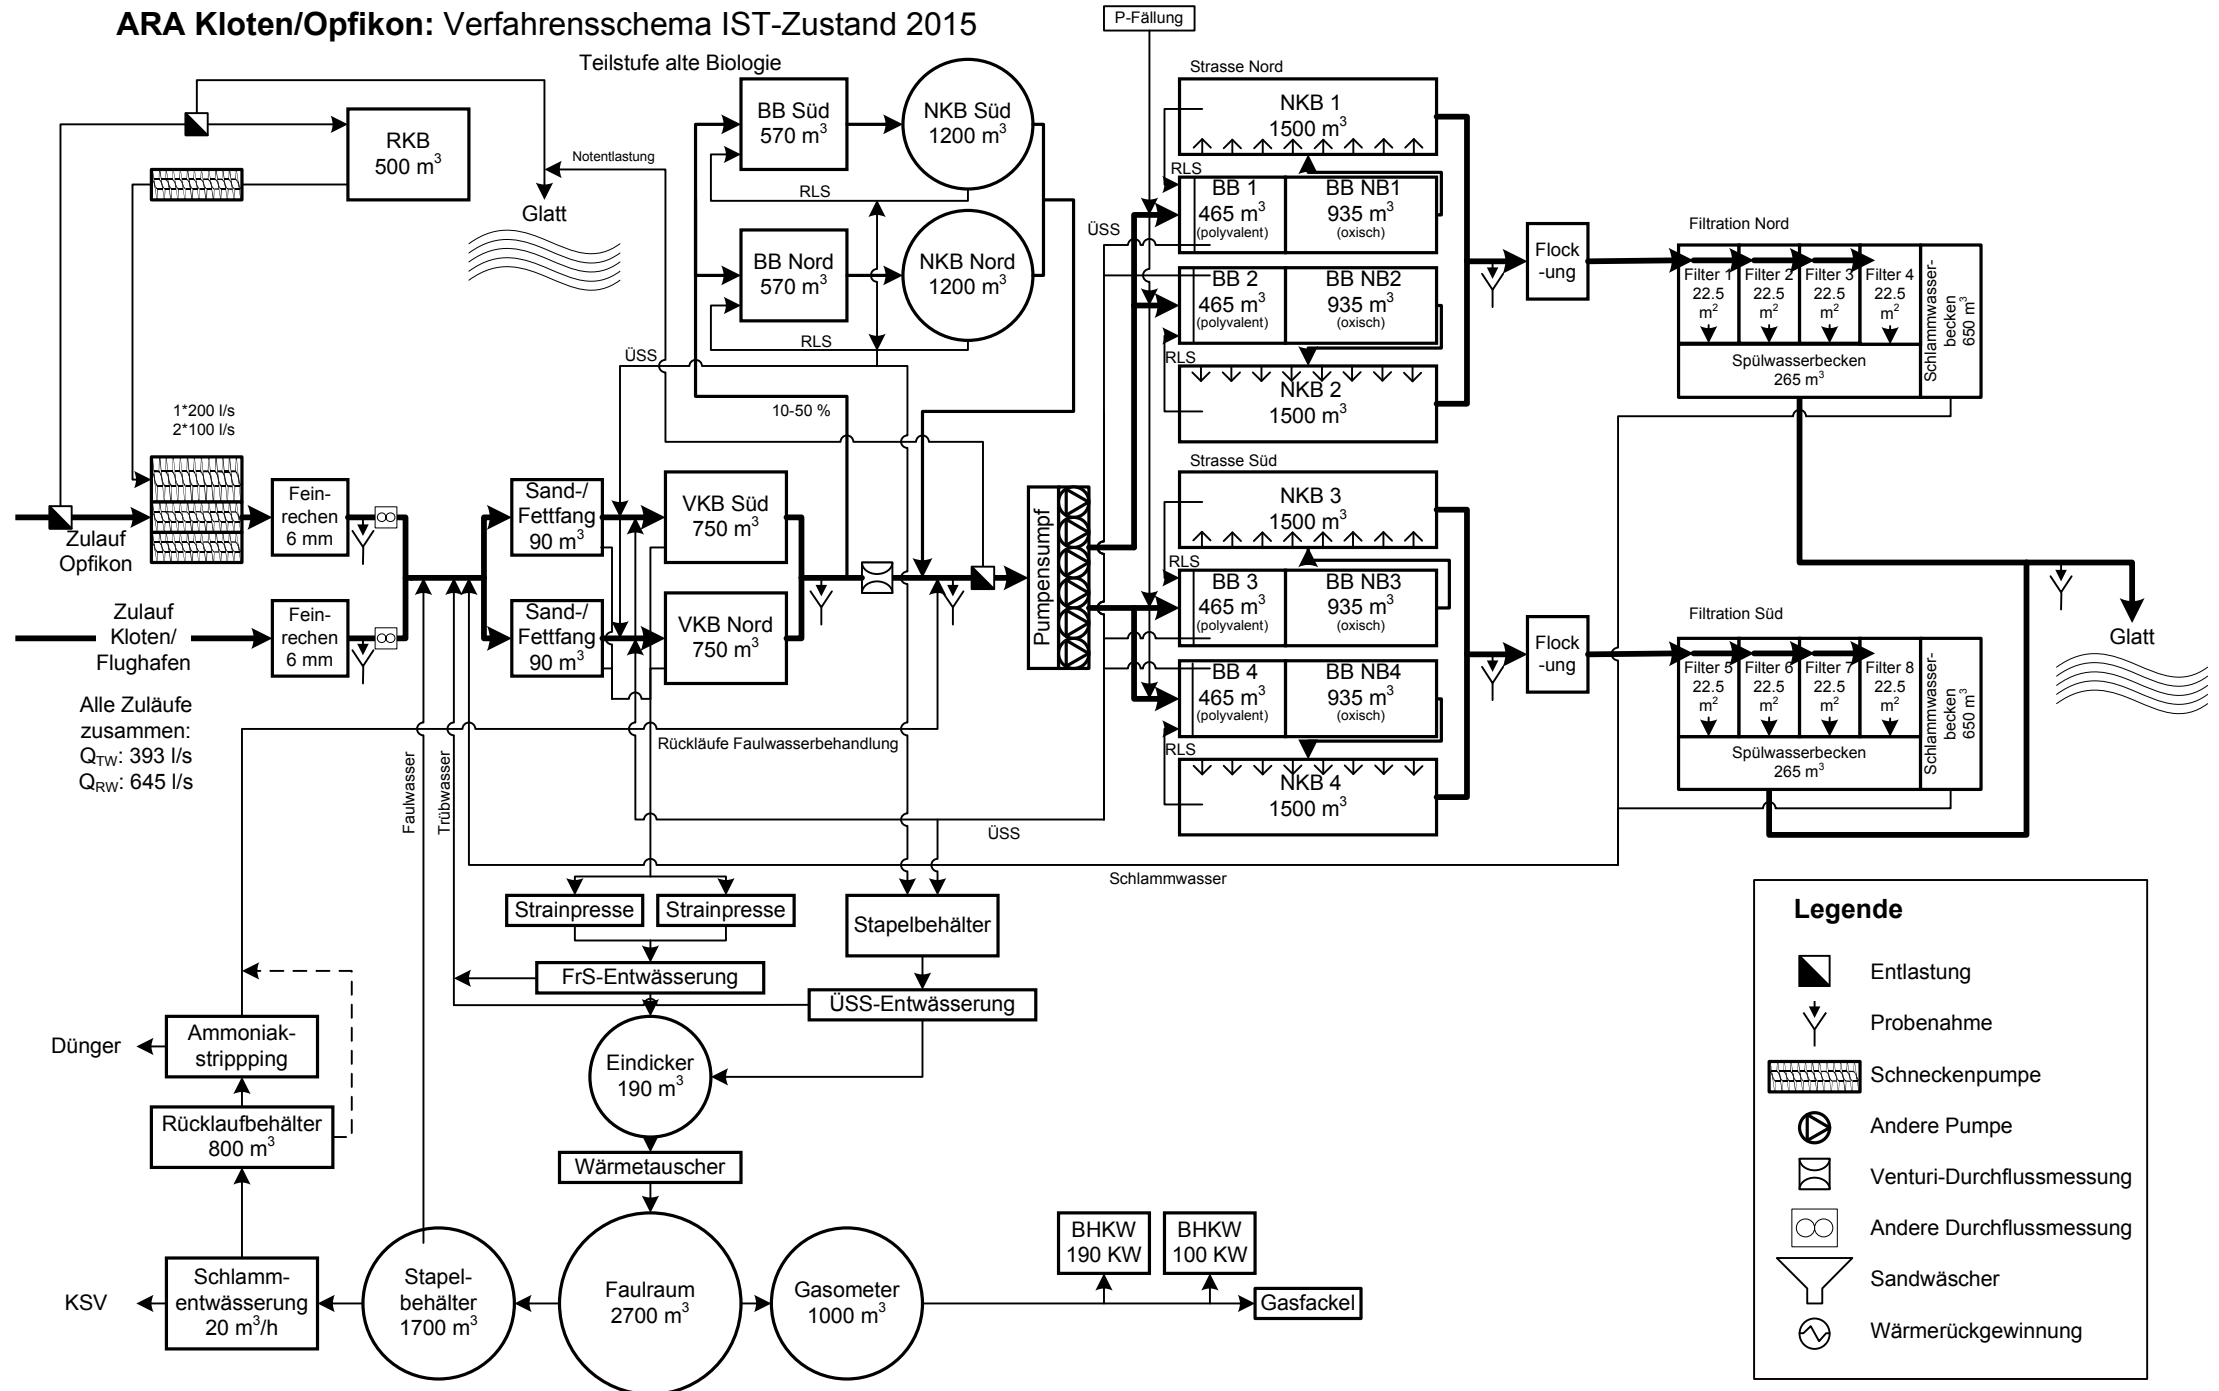 ARA Kloten/Opfikon: Verfahrensschema IST-Zustand 2015
P-Fällung
Teilstufe alte Biologie
RKB
500 m³
Notentlastung
Glatt
BB Süd
570 m³
NKB Süd
1200 m³
RLS
BB Nord
570 m³
NKB Nord
1200 m³
RLS
ÜSS
10-50 %
Strasse Nord
NKB 1
1500 m³
RLS
BB 1
465 m³
(polyvalent)
BB NB1
935 m³
(oxisch)
ÜSS
BB 2
465 m³
(polyvalent)
BB NB2
935 m³
(oxisch)
RLS
NKB 2
1500 m³
Flock
-ung
Filtration Nord
Filter 1
22.5
m²
Filter 2
22.5
m²
Filter 3
22.5
m²
Filter 4
22.5
m²
Spülwasserbecken
265 m³
Schlammwasser-
becken
650 m³
1*200 l/s
2*100 l/s
Zulauf
Opfikon
Fein-
rechen
6 mm
Sand-/
Fettfang
90 m³
VKB Süd
750 m³
Zulauf
Kloten/
Flughafen
Fein-
rechen
6 mm
Sand-/
Fettfang
90 m³
VKB Nord
750 m³
Pumpensumpf
Alle Zuläufe
zusammen:
Q_TW: 393 l/s
Q_RW: 645 l/s
Faulwasser
Trübwasser
Rückläufe Faulwasserbehandlung
Strasse Süd
NKB 3
1500 m³
RLS
BB 3
465 m³
(polyvalent)
BB NB3
935 m³
(oxisch)
BB 4
465 m³
(polyvalent)
BB NB4
935 m³
(oxisch)
RLS
NKB 4
1500 m³
Flock
-ung
Filtration Süd
Filter 5
22.5
m²
Filter 6
22.5
m²
Filter 7
22.5
m²
Filter 8
22.5
m²
Spülwasserbecken
265 m³
Schlammwasser-
becken
650 m³
Glatt
ÜSS
Schlammwasser
Strainpresse
Strainpresse
Stapelbehälter
FrS-Entwässerung
ÜSS-Entwässerung
Eindicker
190 m³
Wärmetauscher
Dünger
Ammoniak-
strippping
Rücklaufbehälter
800 m³
KSV
Schlamm-
entwässerung
20 m³/h
Stapel-
behälter
1700 m³
Faulraum
2700 m³
Gasometer
1000 m³
BHKW
190 KW
BHKW
100 KW
Gasfackel
Legende
Entlastung
Probenahme
Schneckenpumpe
Andere Pumpe
Venturi-Durchflussmessung
Andere Durchflussmessung
Sandwäscher
Wärmerückgewinnung